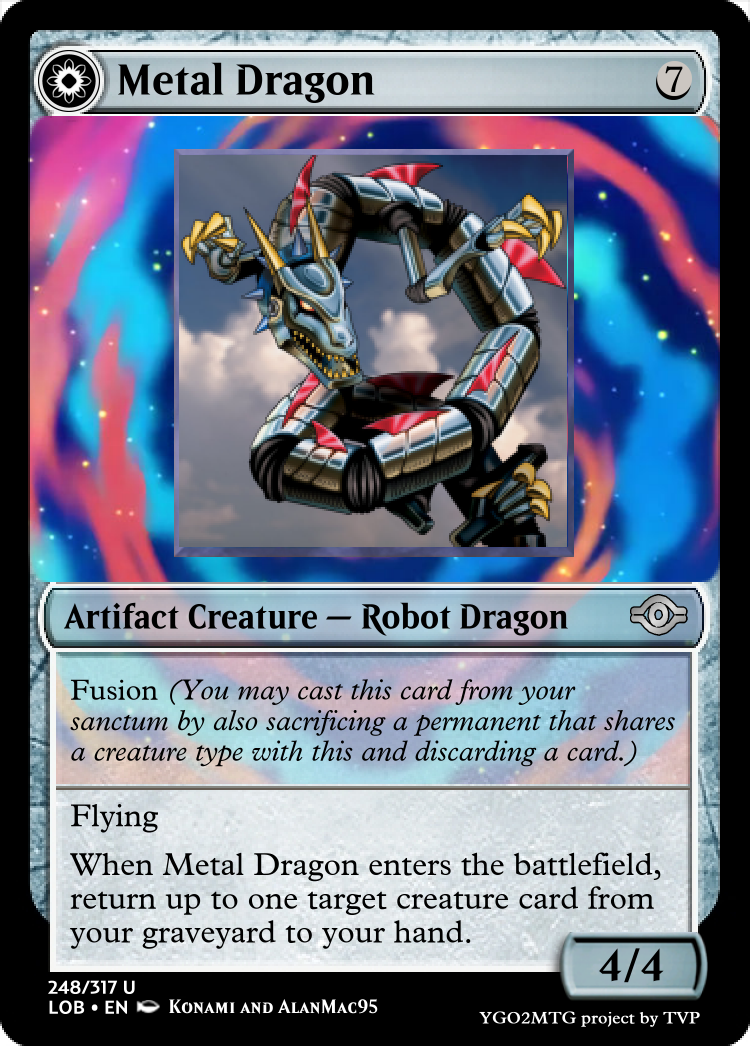 Metal Dragon 7
Artifact Creature — Robot Dragon
Fusion (You may cast this card from your
sanctum by also sacrificing a permanent that shares
a creature type with this and discarding a card.)
Flying
When Metal Dragon enters the battlefield,
return up to one target creature card from
your graveyard to your hand.
4/4
248/317 U
LOB • EN Konami and AlanMac95
YGO2MTG project by TVP